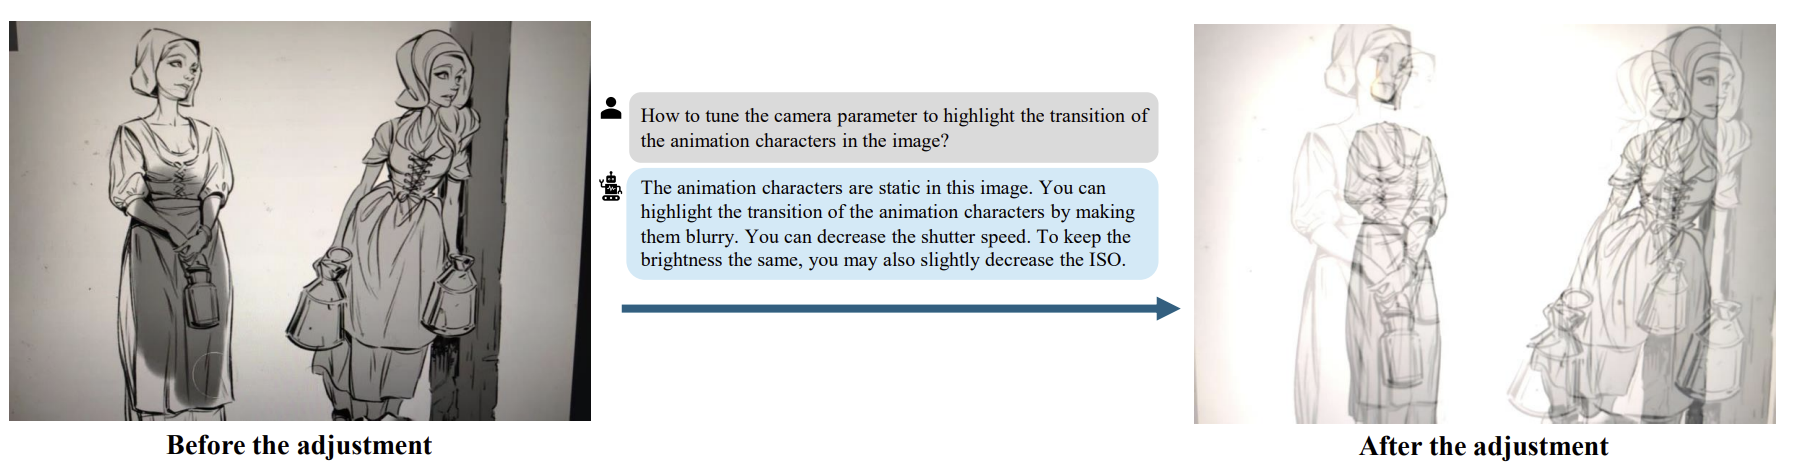 How to tune the camera parameter to highlight the transition of
the animation characters in the image?
The animation characters are static in this image. You can
highlight the transition of the animation characters by making
them blurry. You can decrease the shutter speed. To keep the
brightness the same, you may also slightly decrease the ISO.
Before the adjustment
After the adjustment